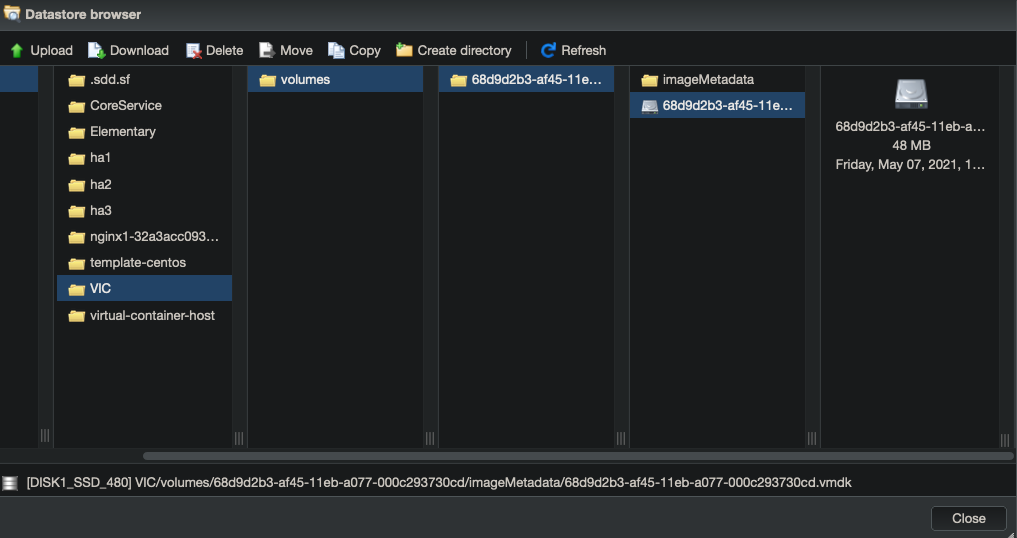 Datastore browser
Upload Download Delete Move Copy Create directory Refresh
.sdd.sf
CoreService
Elementary
ha1
ha2
ha3
nginx1-32a3acc093...
template-centos
VIC
virtual-container-host
volumes
68d9d2b3-af45-11e...
imageMetadata
68d9d2b3-af45-11e...
68d9d2b3-af45-11eb-a...
48 MB
Friday, May 07, 2021, 1...
[DISK1_SSD_480] VIC/volumes/68d9d2b3-af45-11eb-a077-000c293730cd/imageMetadata/68d9d2b3-af45-11eb-a077-000c293730cd.vmdk
Close